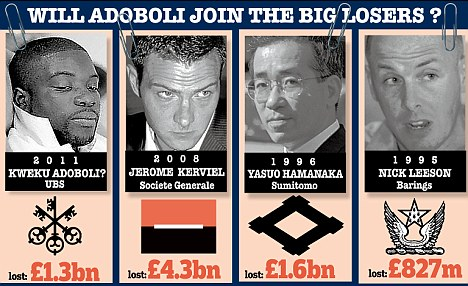 WILL ADOBOLI JOIN THE BIG LOSERS ?
2011
KWEKU ADOBOLI?
UBS
lost: £1.3bn
2008
JEROME KERVIEL
Societe Generale
lost: £4.3bn
1996
YASUO HAMANAKA
Sumitomo
lost: £1.6bn
1995
NICK LEESON
Barings
lost: £827m